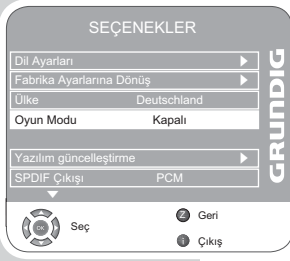 SEÇENEKLER
Dil Ayarları
Fabrika Ayarlarına Dönüş
Ülke Deutschland
Oyun Modu Kapalı
Yazılım güncelleştirme
SPDIF Çıkışı PCM
GRUNDIG
OK Seç
Z Geri
i Çıkış